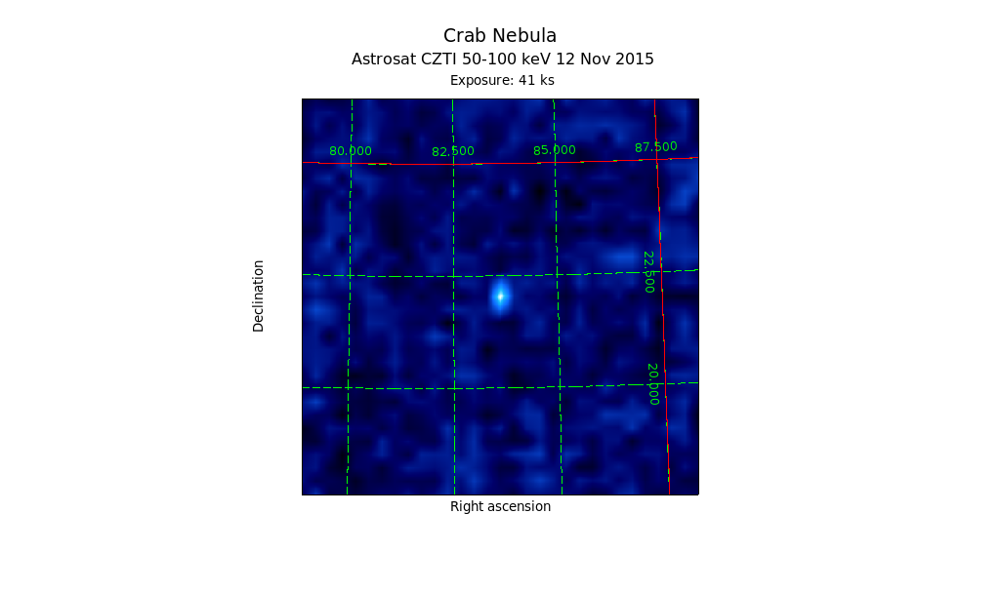 Crab Nebula
Astrosat CZTI 50-100 keV 12 Nov 2015
Exposure: 41 ks
80.000 82.500 85.000 87.500
22.500
Declination
20.000
Right ascension